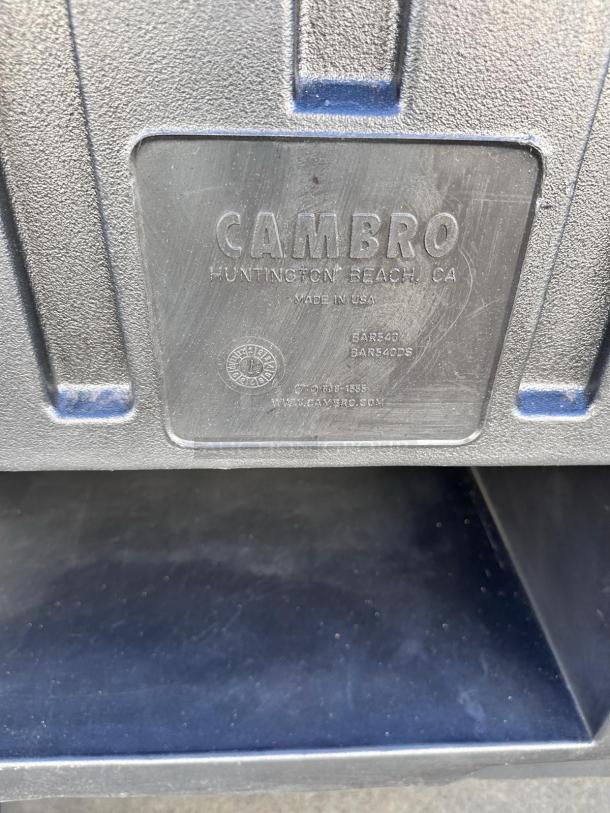 CAMBRO
HUNTINGTON BEACH, CA
MADE IN USA
BAR540
BAR540DS
WWW.CAMBRO.COM